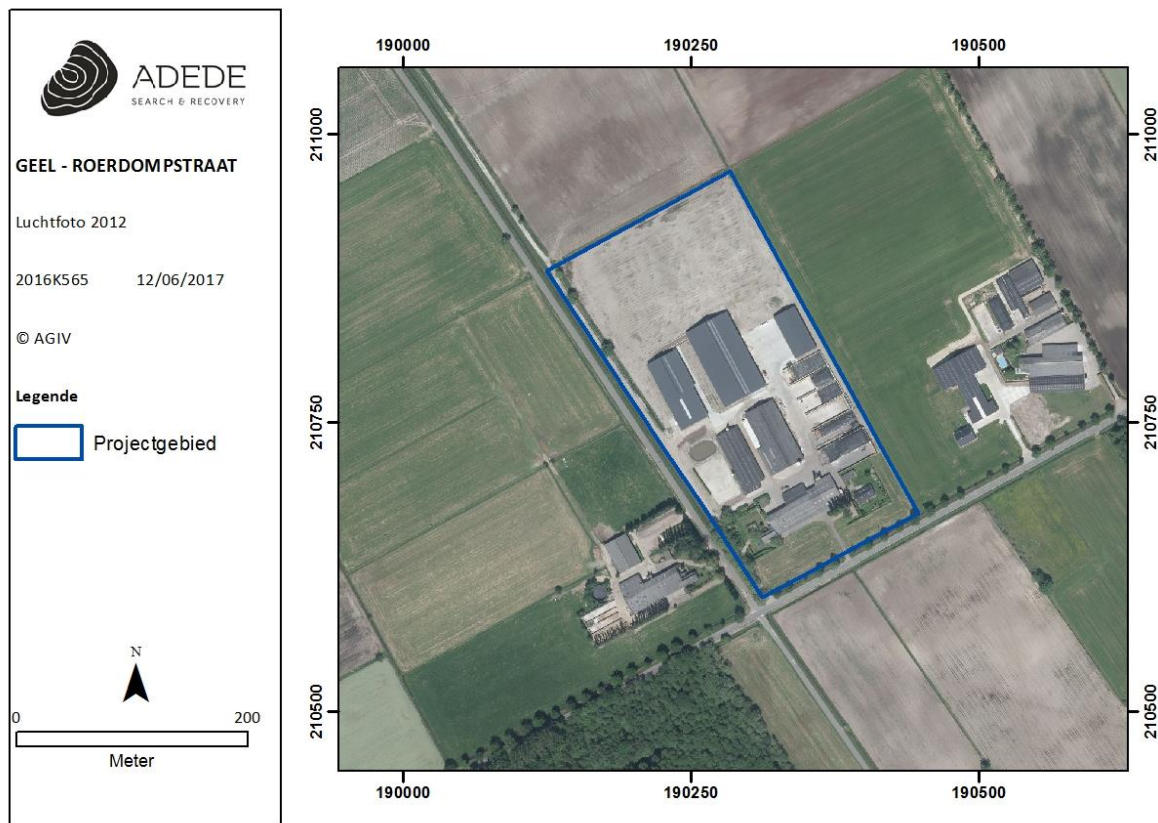 ADEDE
SEARCH & RECOVERY
GEEL - ROERDOMPSTRAAT
Luchtfoto 2012
2016K565 12/06/2017
© AGIV
Legende
Projectgebied
N
0 200
Meter
190000 190250 190500
211000 211000
210750 210750
210500 210500
190000 190250 190500